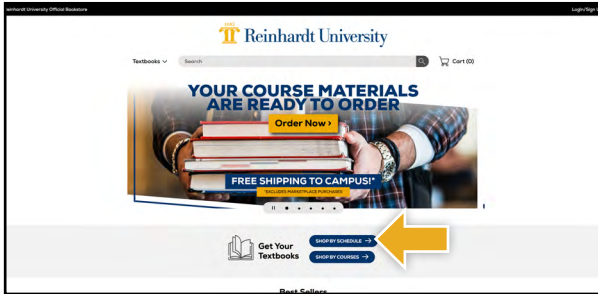 Reinhardt University Official Bookstore
Login/Sign
Reinhardt University
Textbooks
Search
Cart (0)
YOUR COURSE MATERIALS
ARE READY TO ORDER
Order Now >
FREE SHIPPING TO CAMPUS!*
*EXCLUDES MARKETPLACE PURCHASES
Get Your
Textbooks
SHOP BY SCHEDULE →
SHOP BY COURSES →
Best Sellers